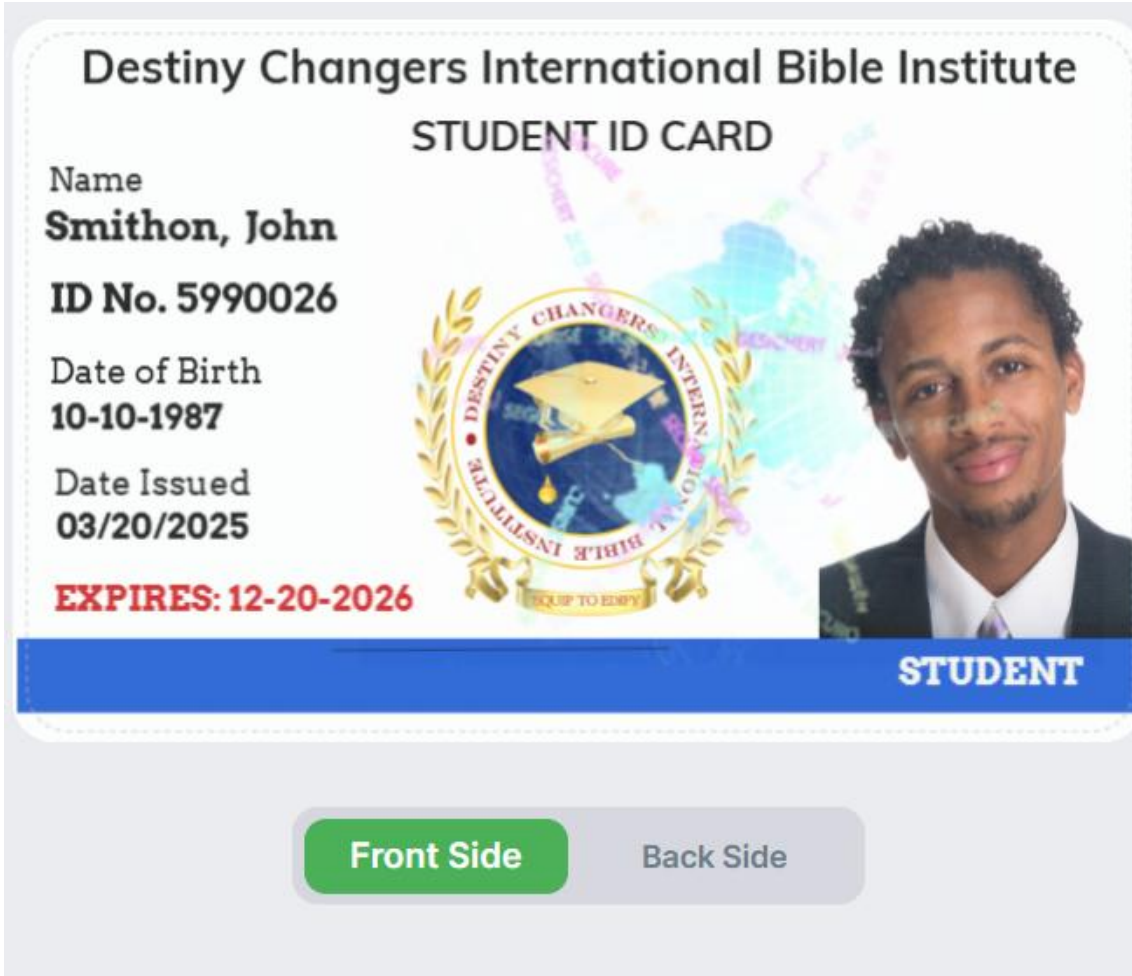 Destiny Changers International Bible Institute
STUDENT ID CARD
Name
Smithon, John
ID No. 5990026
Date of Birth
10-10-1987
Date Issued
03/20/2025
EXPIRES: 12-20-2026
• DESTINY CHANGERS INTERNATIONAL BIBLE INSTITUTE
EQUIP TO EDIFY
GESICHERT
GESICHERT
STUDENT
Front Side
Back Side